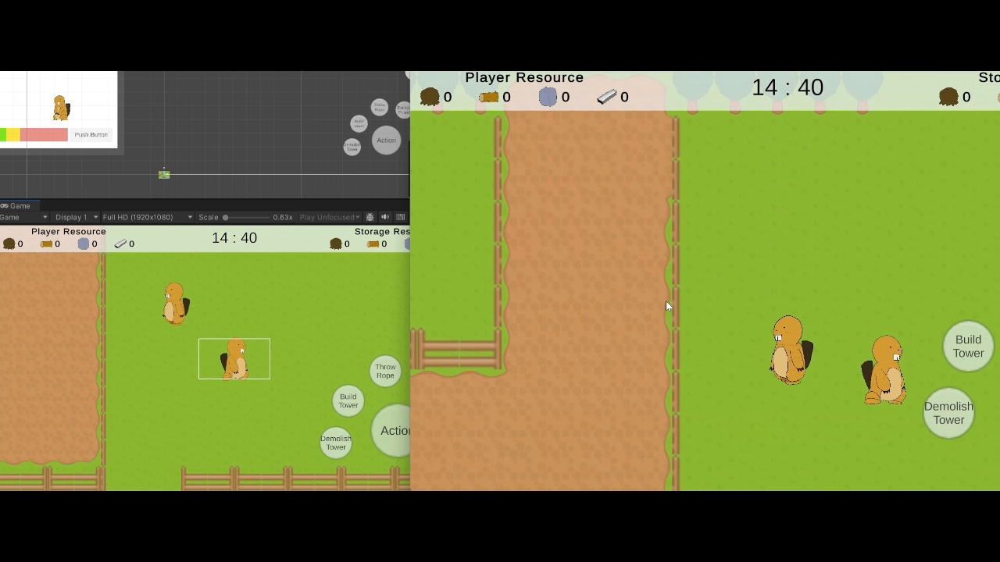 Push Button
Throw
Rope
Build
Tower
Demolish
Tower
Action
Game
Game
Display 1
Full HD (1920x1080)
Scale
0.63x
Play Unfocused
Player Resource
14 : 40
Storage Res
0
0
0
0
0
0
Throw
Rope
Build
Tower
Demolish
Tower
Action
Player Resource
14 : 40
Sto
0
0
0
0
0
Build
Tower
Demolish
Tower